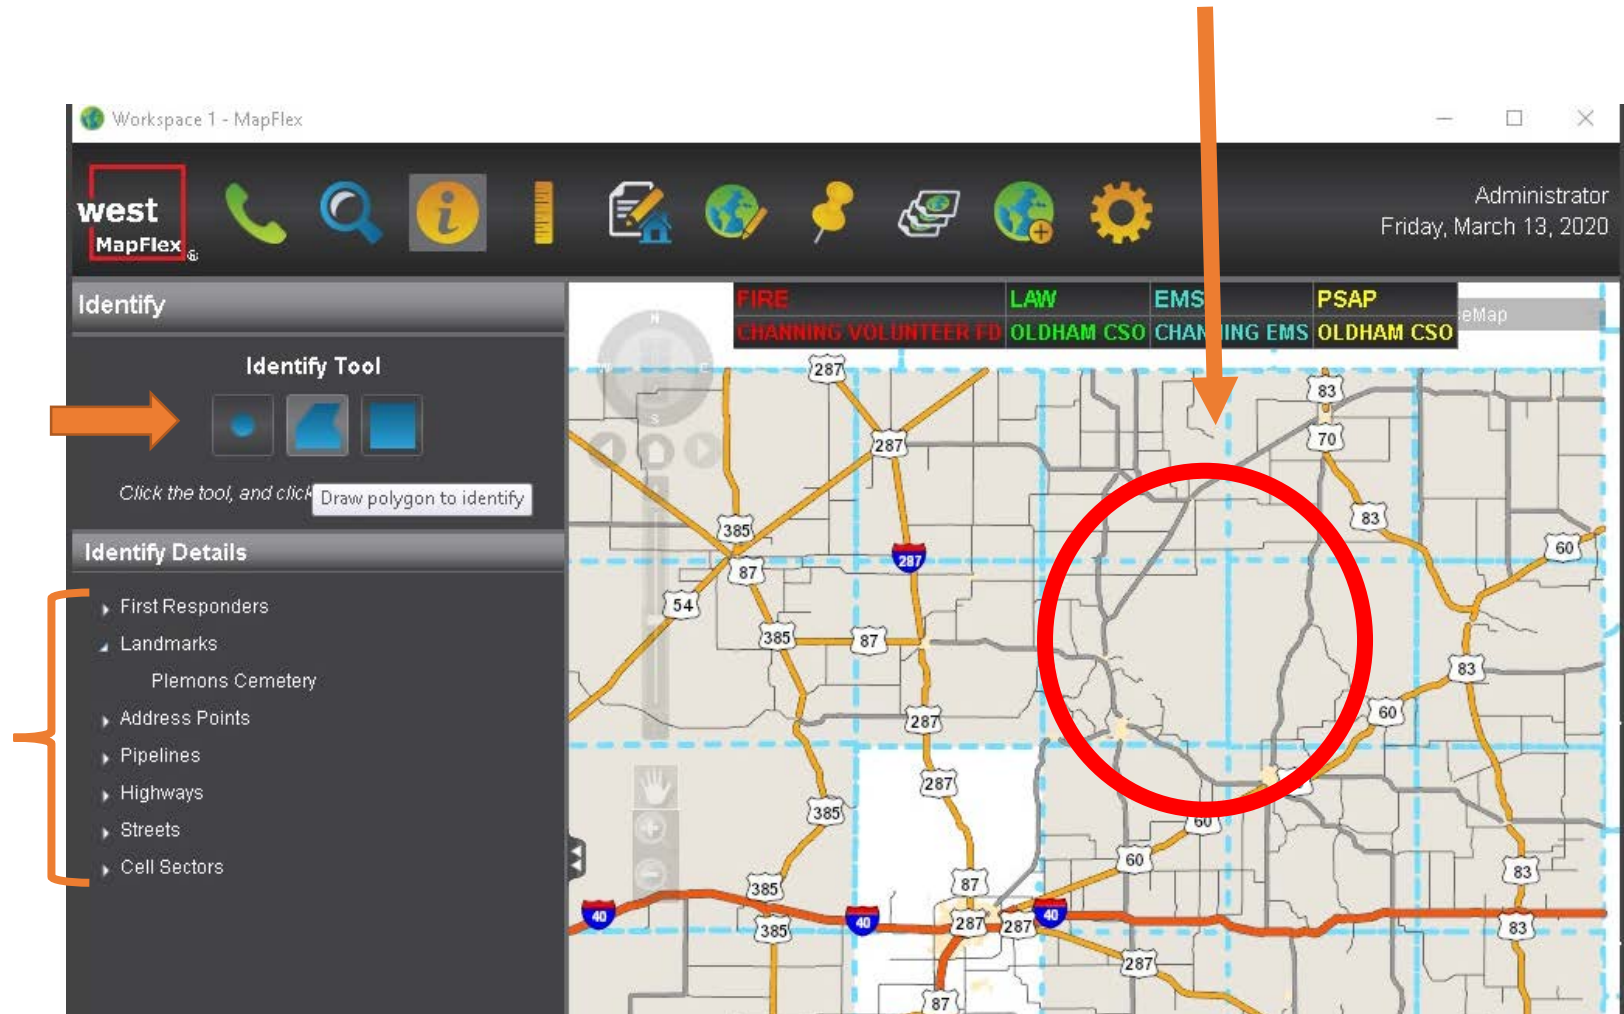 Workspace 1 - MapFlex
west
MapFlex ®
Administrator
Friday, March 13, 2020
Identify
FIRE LAW EMS PSAP
CHANNING VOLUNTEER FD OLDHAM CSO CHANNING EMS OLDHAM CSO
eMap
Identify Tool
Click the tool, and click
Draw polygon to identify
Identify Details
First Responders
Landmarks
Plemons Cemetery
Address Points
Pipelines
Highways
Streets
Cell Sectors
N
S
287
83
287
70
385
83
287
60
87
54
385
87
83
287
60
287
385
60
60
385
87
83
40
40
287
287
40
385
83
287
87